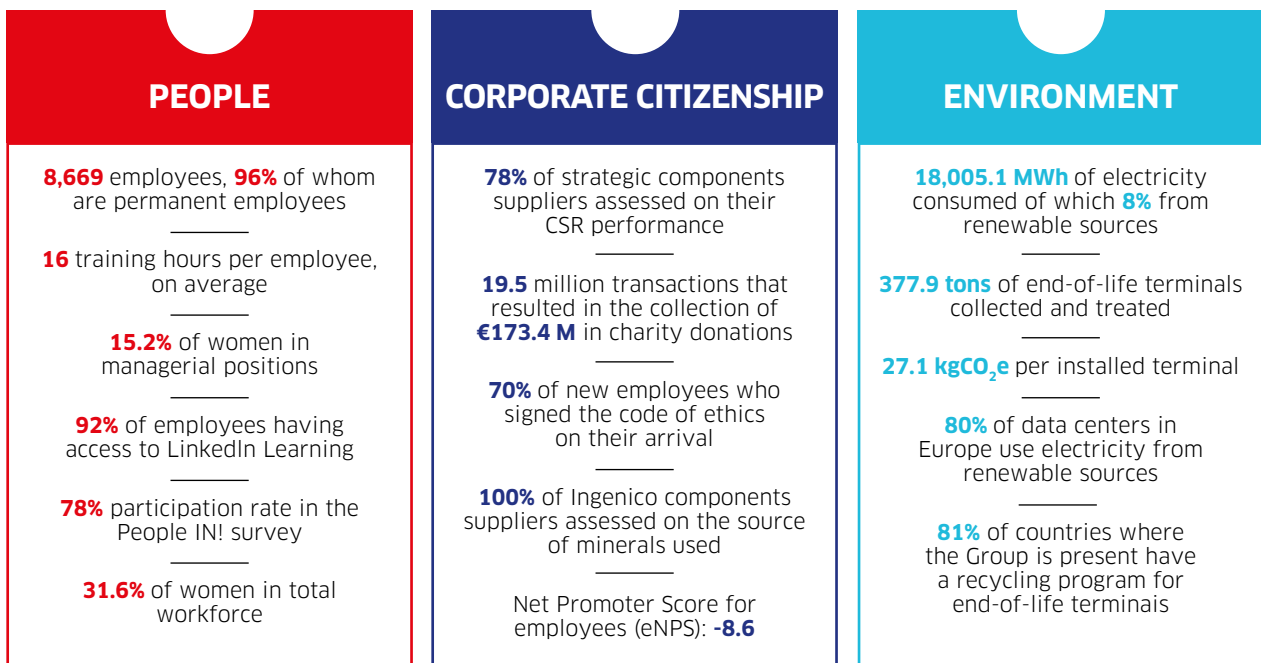 PEOPLE
8,669 employees, 96% of whom
are permanent employees
16 training hours per employee,
on average
15.2% of women in
managerial positions
92% of employees having
access to LinkedIn Learning
78% participation rate in the
People IN! survey
31.6% of women in total
workforce
CORPORATE CITIZENSHIP
78% of strategic components
suppliers assessed on their
CSR performance
19.5 million transactions that
resulted in the collection of
€173.4 M in charity donations
70% of new employees who
signed the code of ethics
on their arrival
100% of Ingenico components
suppliers assessed on the source
of minerals used
Net Promoter Score for
employees (eNPS): -8.6
ENVIRONMENT
18,005.1 MWh of electricity
consumed of which 8% from
renewable sources
377.9 tons of end-of-life terminals
collected and treated
27.1 kgCO₂e per installed terminal
80% of data centers in
Europe use electricity from
renewable sources
81% of countries where
the Group is present have
a recycling program for
end-of-life terminais